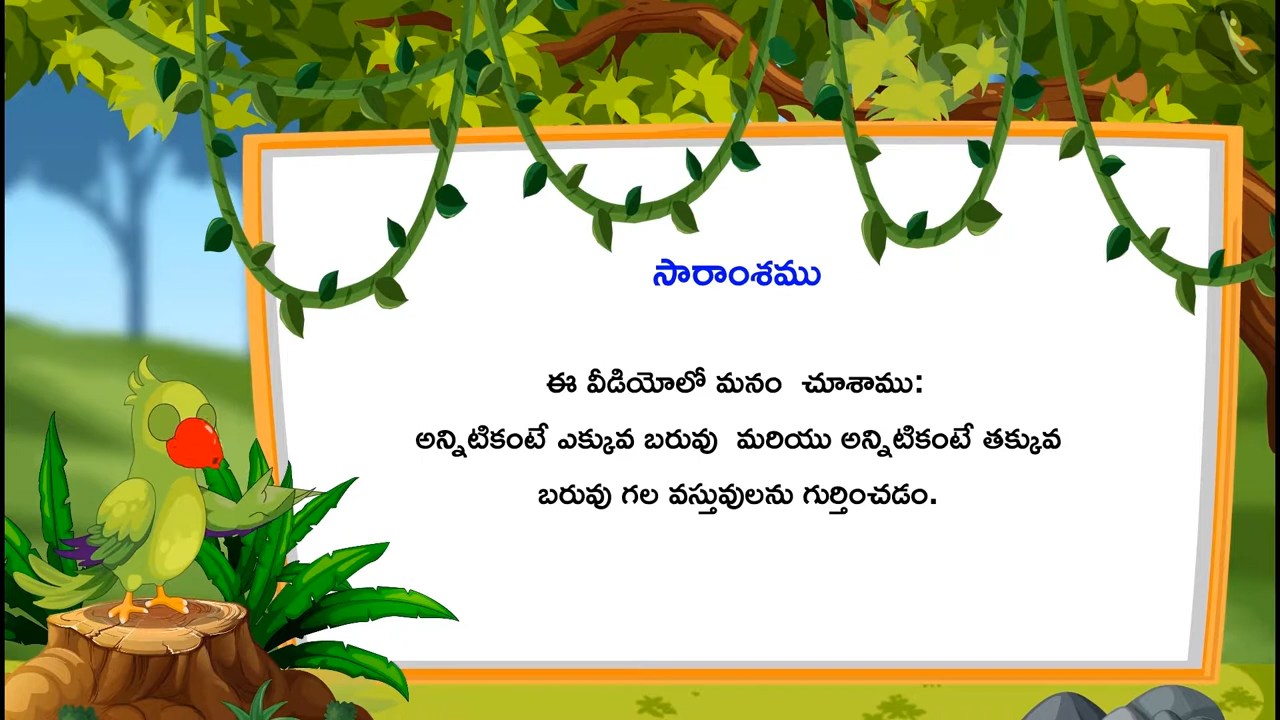 సారాంశము
ఈ వీడియోలో మనం చూశాము:
అన్నిటికంటే ఎక్కువ బరువు మరియు అన్నిటికంటే తక్కువ
బరువు గల వస్తువులను గుర్తించడం.